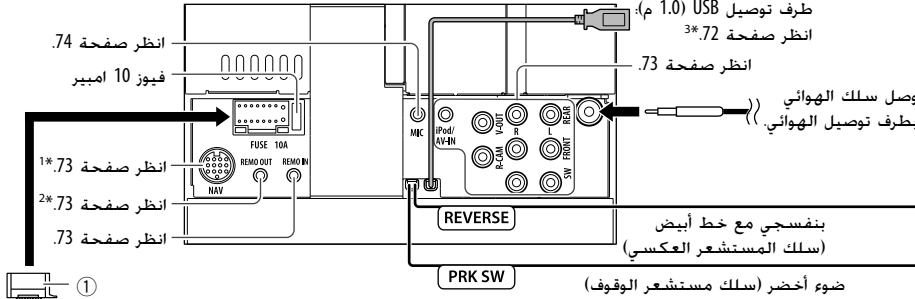 طرف توصيل USB (1.0 م):
انظر صفحة 72.*3
انظر صفحة 74.
فيوز 10 امبير
انظر صفحة 73.
وصل سلك الهوائي
بطرف توصيل الهوائي.
MIC
iPod/
AV-IN
V-OUT
R-CAM
R
L
REAR
FRONT
SW
FUSE 10A
REMO OUT
REMO IN
NAV
انظر صفحة 73.*1
انظر صفحة 73.*2
انظر صفحة 73.
REVERSE
بنفسجي مع خط أبيض
(سلك المستشعر العكسي)
PRK SW
ضوء أخضر (سلك مستشعر الوقوف)
①